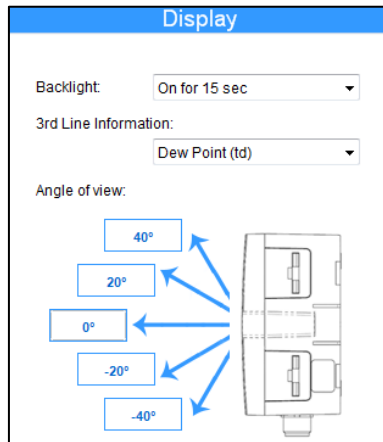 Display
Backlight: On for 15 sec
3rd Line Information:
Dew Point (td)
Angle of view:
40°
20°
0°
-20°
-40°